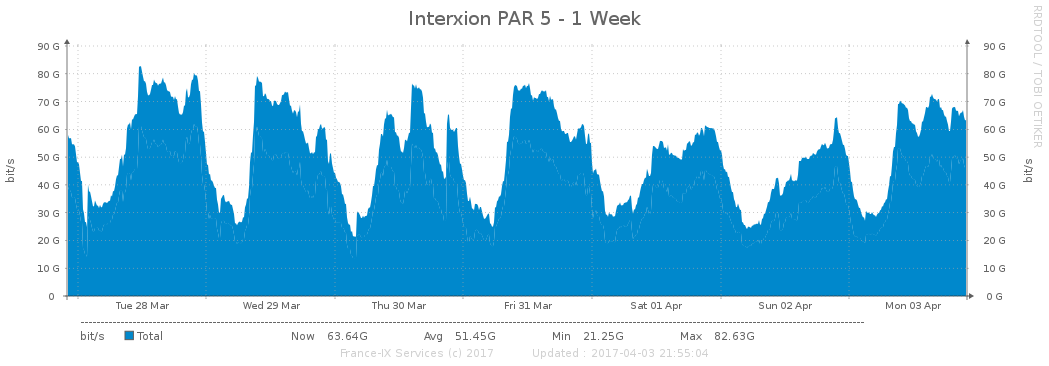 Interxion PAR 5 - 1 Week
RRDTOOL / TOBI OETIKER
90 G 90 G
80 G 80 G
70 G 70 G
60 G 60 G
50 G 50 G
40 G 40 G
30 G 30 G
20 G 20 G
10 G 10 G
0 0 G
bit/s
bit/s
Tue 28 Mar Wed 29 Mar Thu 30 Mar Fri 31 Mar Sat 01 Apr Sun 02 Apr Mon 03 Apr
bit/s Total Now 63.64G Avg 51.45G Min 21.25G Max 82.63G
France-IX Services (c) 2017 Updated : 2017-04-03 21:55:04